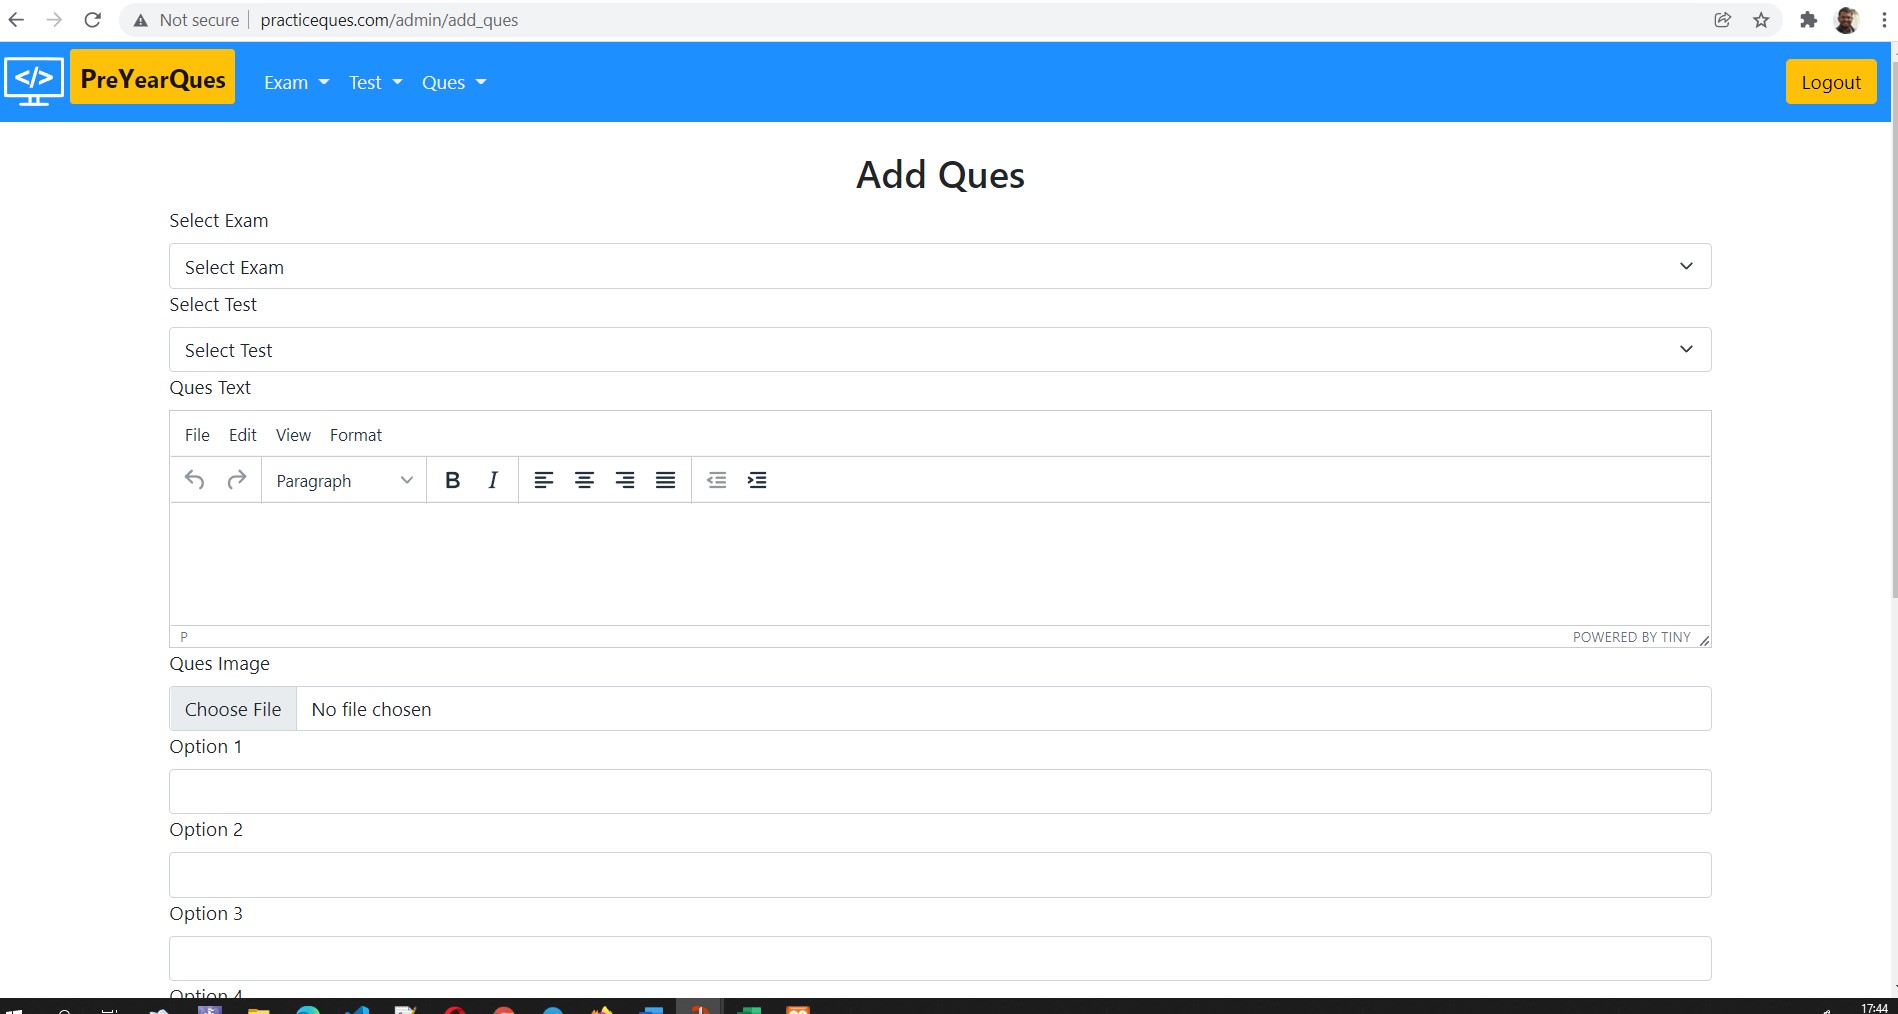 Not secure practiceques.com/admin/add_ques
</> PreYearQues Exam Test Ques Logout
Add Ques
Select Exam
Select Exam
Select Test
Select Test
Ques Text
File Edit View Format
Paragraph B I
P POWERED BY TINY
Ques Image
Choose File No file chosen
Option 1
Option 2
Option 3
Option 4
17:44